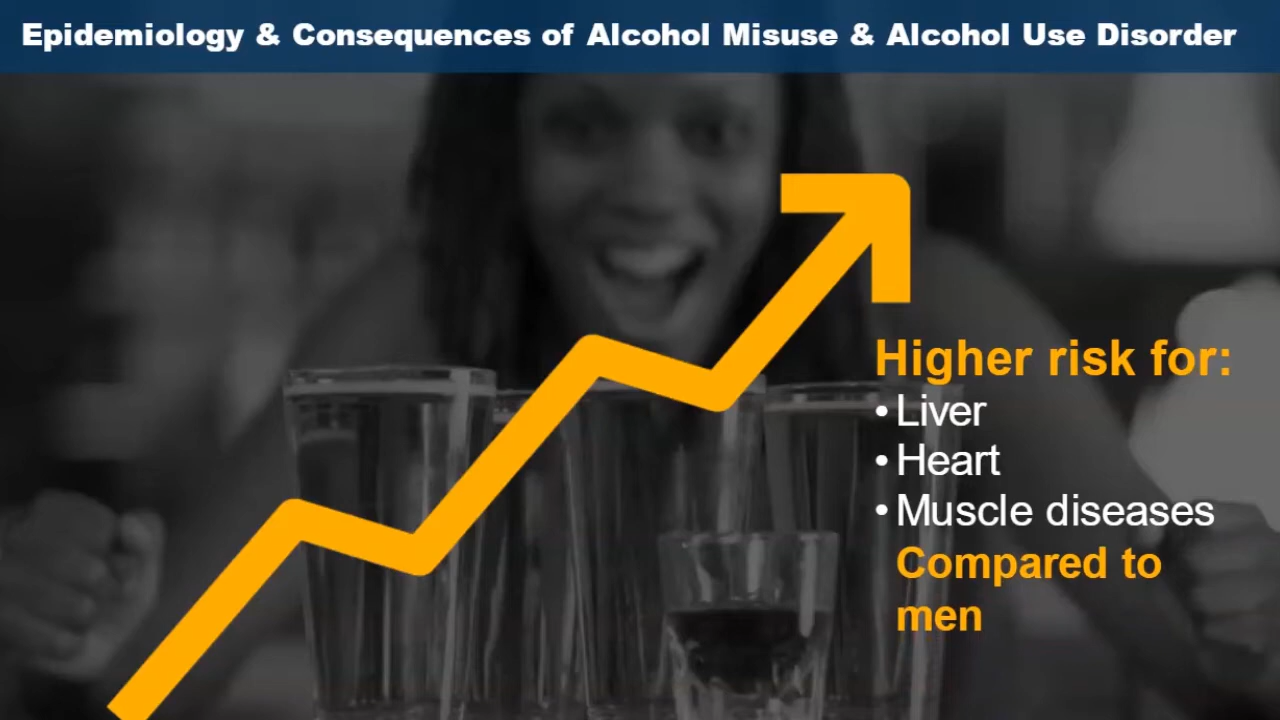 Epidemiology & Consequences of Alcohol Misuse & Alcohol Use Disorder
Higher risk for:
• Liver
• Heart
• Muscle diseases
Compared to
men